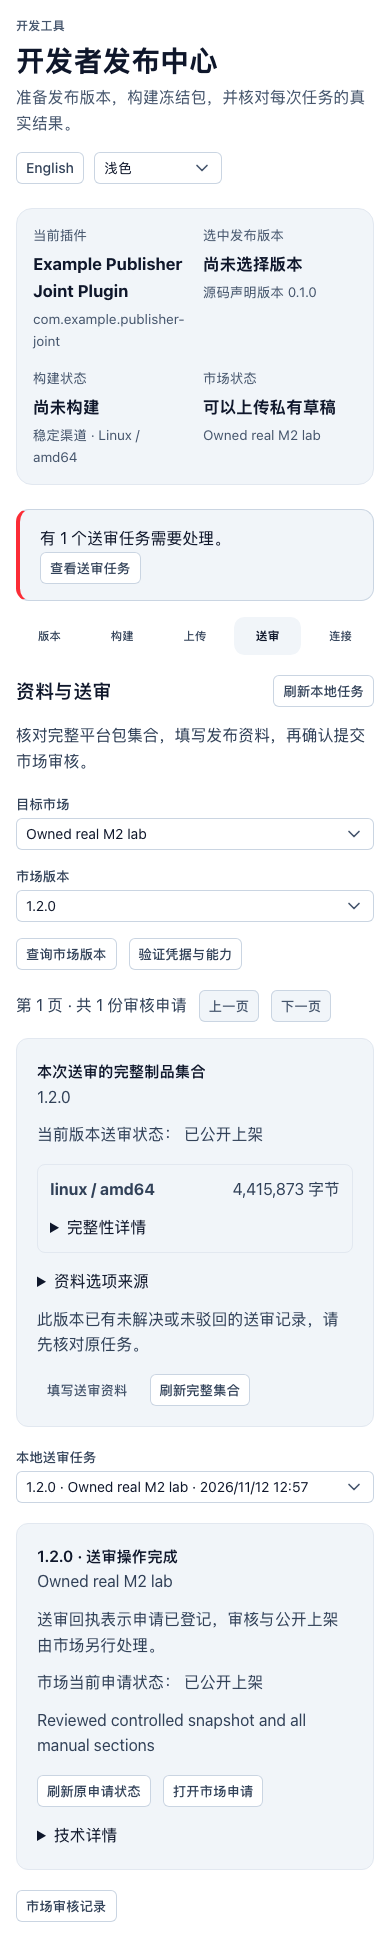 开发工具
开发者发布中心
准备发布版本，构建冻结包，并核对每次任务的真
实结果。
English
浅色
当前插件
Example Publisher
Joint Plugin
com.example.publisher-
joint
选中发布版本
尚未选择版本
源码声明版本 0.1.0
构建状态
尚未构建
稳定渠道 · Linux /
amd64
市场状态
可以上传私有草稿
Owned real M2 lab
有 1 个送审任务需要处理。
查看送审任务
版本
构建
上传
送审
连接
资料与送审
刷新本地任务
核对完整平台包集合，填写发布资料，再确认提交
市场审核。
目标市场
Owned real M2 lab
市场版本
1.2.0
查询市场版本
验证凭据与能力
第 1 页 · 共 1 份审核申请
上一页
下一页
本次送审的完整制品集合
1.2.0
当前版本送审状态： 已公开上架
linux / amd64
4,415,873 字节
▶ 完整性详情
▶ 资料选项来源
此版本已有未解决或未驳回的送审记录，请
先核对原任务。
填写送审资料
刷新完整集合
本地送审任务
1.2.0 · Owned real M2 lab · 2026/11/12 12:57
1.2.0 · 送审操作完成
Owned real M2 lab
送审回执表示申请已登记，审核与公开上架
由市场另行处理。
市场当前申请状态： 已公开上架
Reviewed controlled snapshot and all
manual sections
刷新原申请状态
打开市场申请
▶ 技术详情
市场审核记录